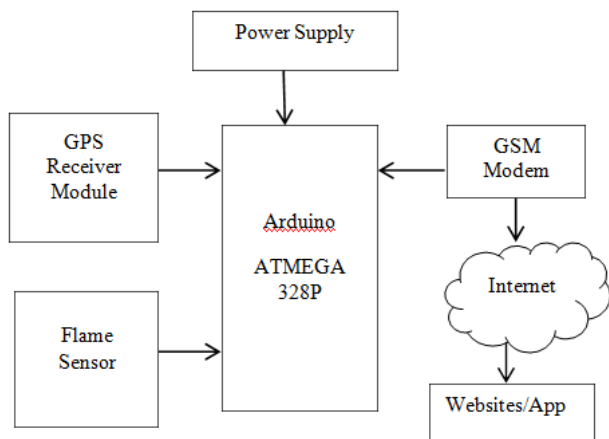 Power Supply
GPS
Receiver
Module
GSM
Modem
Arduino
ATMEGA
328P
Internet
Flame
Sensor
Websites/App